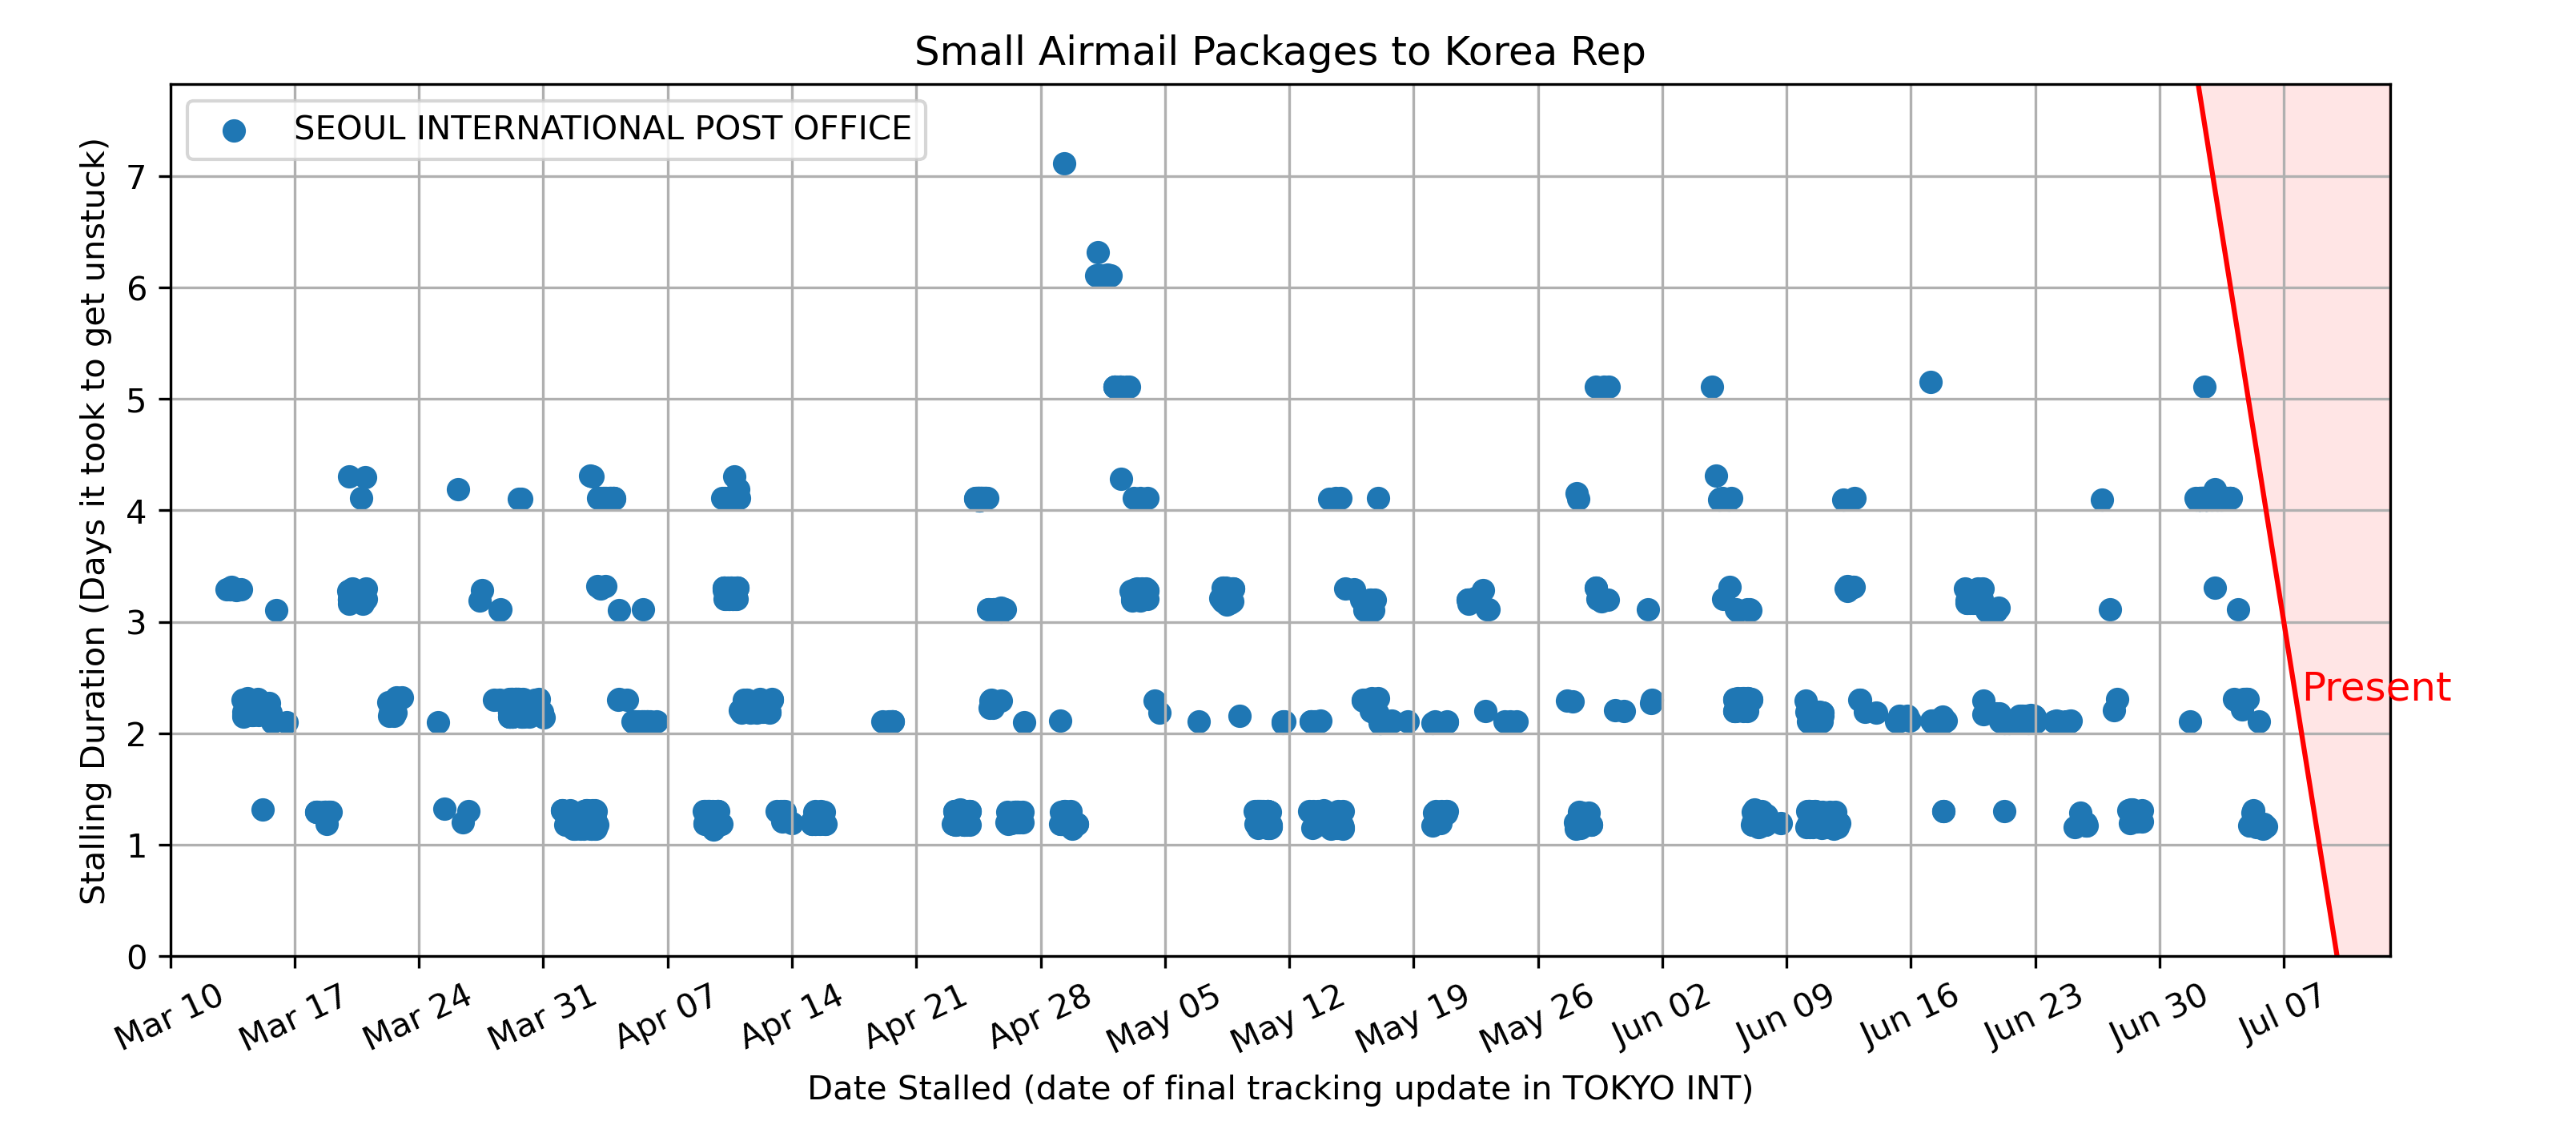 Small Airmail Packages to Korea Rep
SEOUL INTERNATIONAL POST OFFICE
Stalling Duration (Days it took to get unstuck)
7
6
5
4
3
2
1
0
Present
Mar 10
Mar 17
Mar 24
Mar 31
Apr 07
Apr 14
Apr 21
Apr 28
May 05
May 12
May 19
May 26
Jun 02
Jun 09
Jun 16
Jun 23
Jun 30
Jul 07
Date Stalled (date of final tracking update in TOKYO INT)